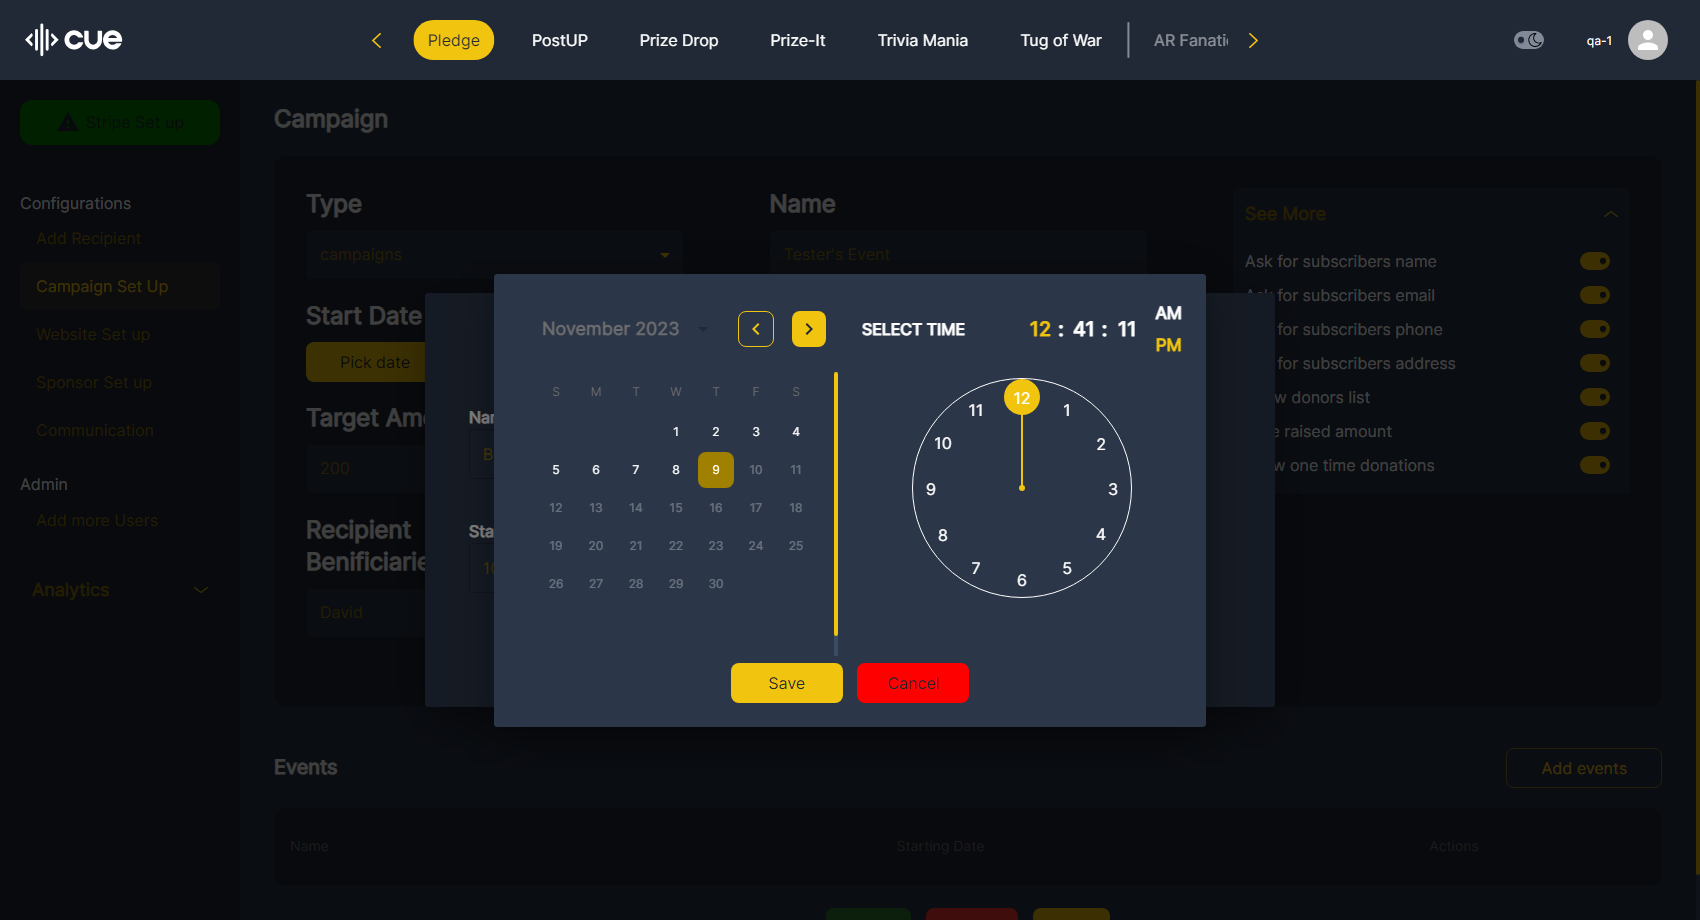 cue
Pledge
PostUP
Prize Drop
Prize-It
Trivia Mania
Tug of War
AR Fanati
qa-1
Stripe Set up
Configurations
Add Recipient
Campaign Set Up
Website Set up
Sponsor Set up
Communication
Admin
Add more Users
Analytics
Campaign
Type
campaigns
Name
Tester's Event
Start Date
Pick date
Target Am
200
Recipient
Benificiarie
David
See More
Ask for subscribers name
for subscribers email
for subscribers phone
for subscribers address
w donors list
raised amount
w one time donations
Nar
B
Sta
10
November 2023
S M T W T F S
1 2 3 4
5 6 7 8 9 10 11
12 13 14 15 16 17 18
19 20 21 22 23 24 25
26 27 28 29 30
SELECT TIME
12 : 41 : 11
AM
PM
12
1
2
3
4
5
6
7
8
9
10
11
Save
Cancel
Events
Add events
Name
Starting Date
Actions